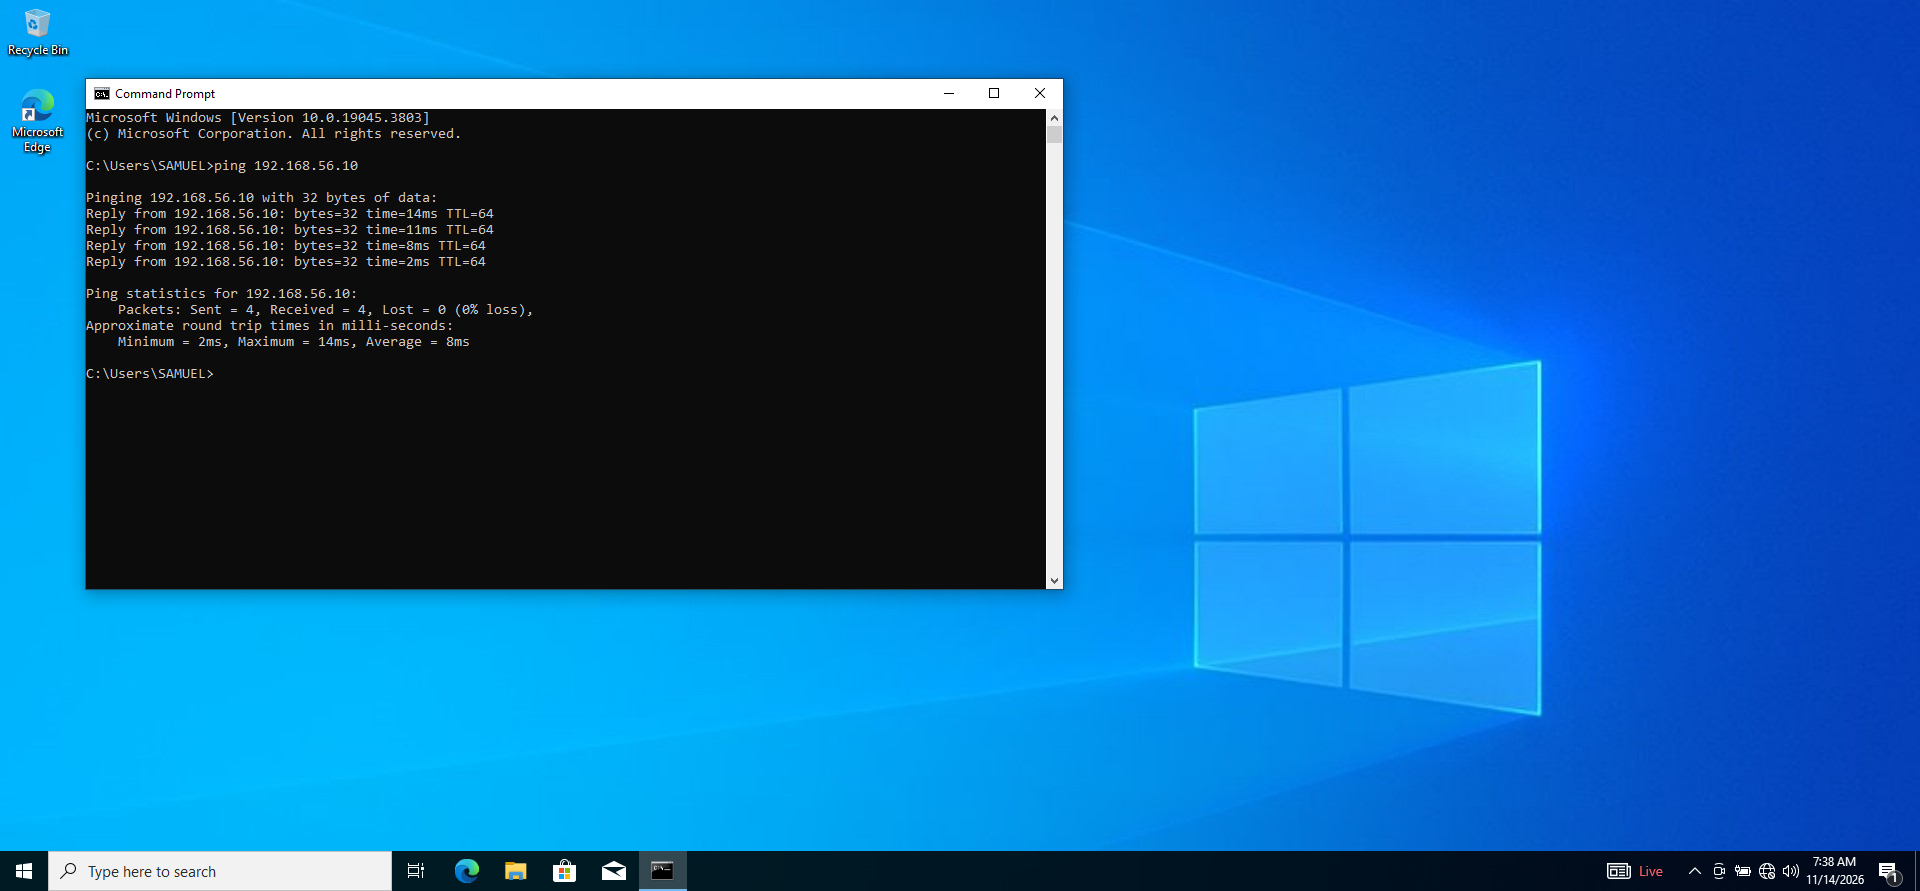 Recycle Bin
Microsoft
Edge
Command Prompt
Microsoft Windows [Version 10.0.19045.3803]
(c) Microsoft Corporation. All rights reserved.
C:\Users\SAMUEL>ping 192.168.56.10
Pinging 192.168.56.10 with 32 bytes of data:
Reply from 192.168.56.10: bytes=32 time=14ms TTL=64
Reply from 192.168.56.10: bytes=32 time=11ms TTL=64
Reply from 192.168.56.10: bytes=32 time=8ms TTL=64
Reply from 192.168.56.10: bytes=32 time=2ms TTL=64
Ping statistics for 192.168.56.10:
    Packets: Sent = 4, Received = 4, Lost = 0 (0% loss),
Approximate round trip times in milli-seconds:
    Minimum = 2ms, Maximum = 14ms, Average = 8ms
C:\Users\SAMUEL>
Type here to search
Live
7:38 AM
11/14/2026
1